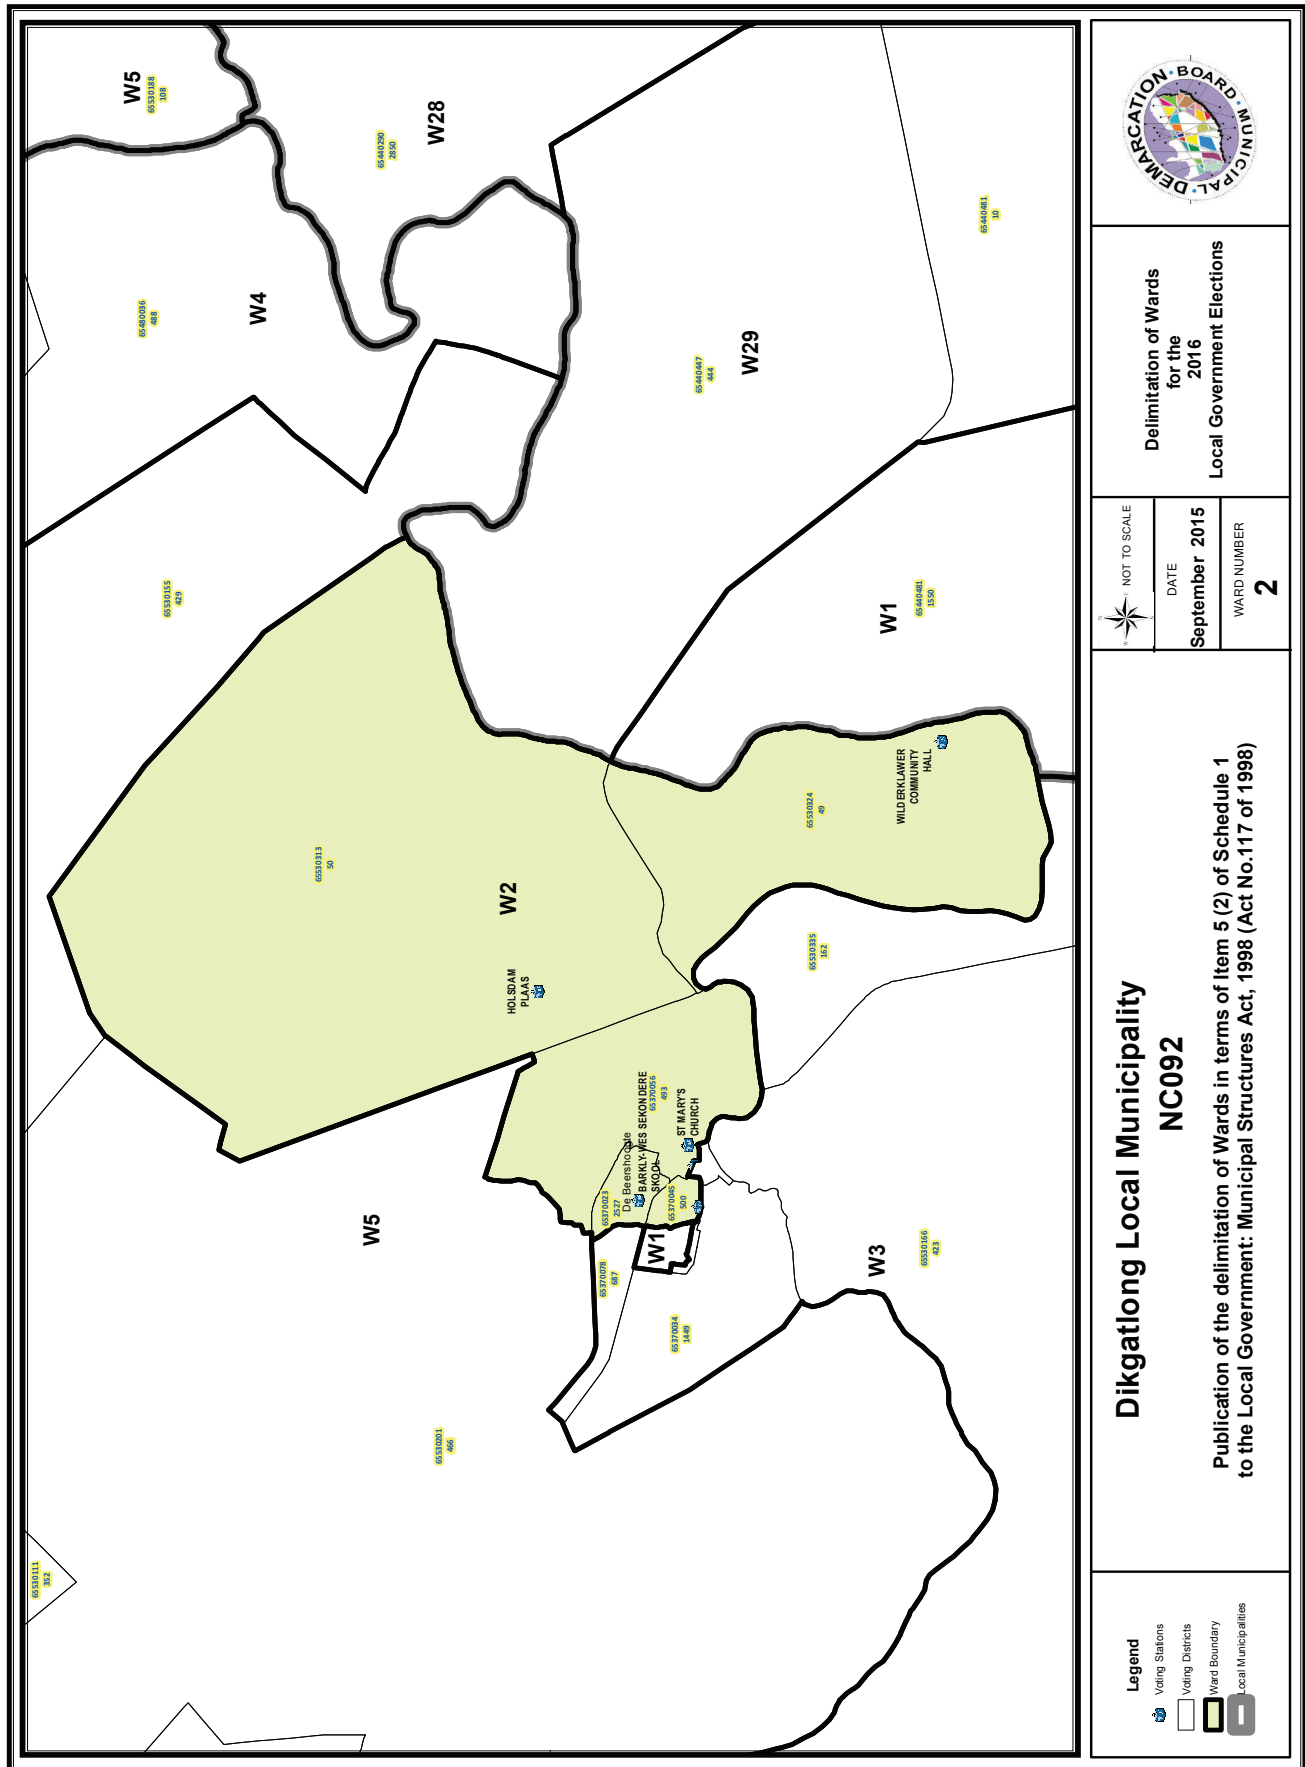 W5
65530188
108
65440290
2850
W28
65480036
488
W4
65440481
10
65440447
444
W29
65530155
429
65440481
1550
W1
65530313
50
W2
HOLSDAM
PLAAS
65530324
49
WILDERKLAWER
COMMUNITY
HALL
65530335
162
65370056
493
ST MARY'S
CHURCH
De Beershoogte
BARKLY-WES SEKONDERE
SKOOL
65370023
2527
65370045
500
W1
65370078
687
65370034
1449
W5
W3
65530166
423
65530201
466
65530111
352
Legend
Voting Stations
Voting Districts
Ward Boundary
Local Municipalities
Dikgatlong Local Municipality
NC092
Publication of the delimitation of Wards in terms of Item 5 (2) of Schedule 1
to the Local Government: Municipal Structures Act, 1998 (Act No.117 of 1998)
NOT TO SCALE
DATE
September 2015
WARD NUMBER
2
Delimitation of Wards
for the
2016
Local Government Elections
MUNICIPAL DEMARCATION BOARD